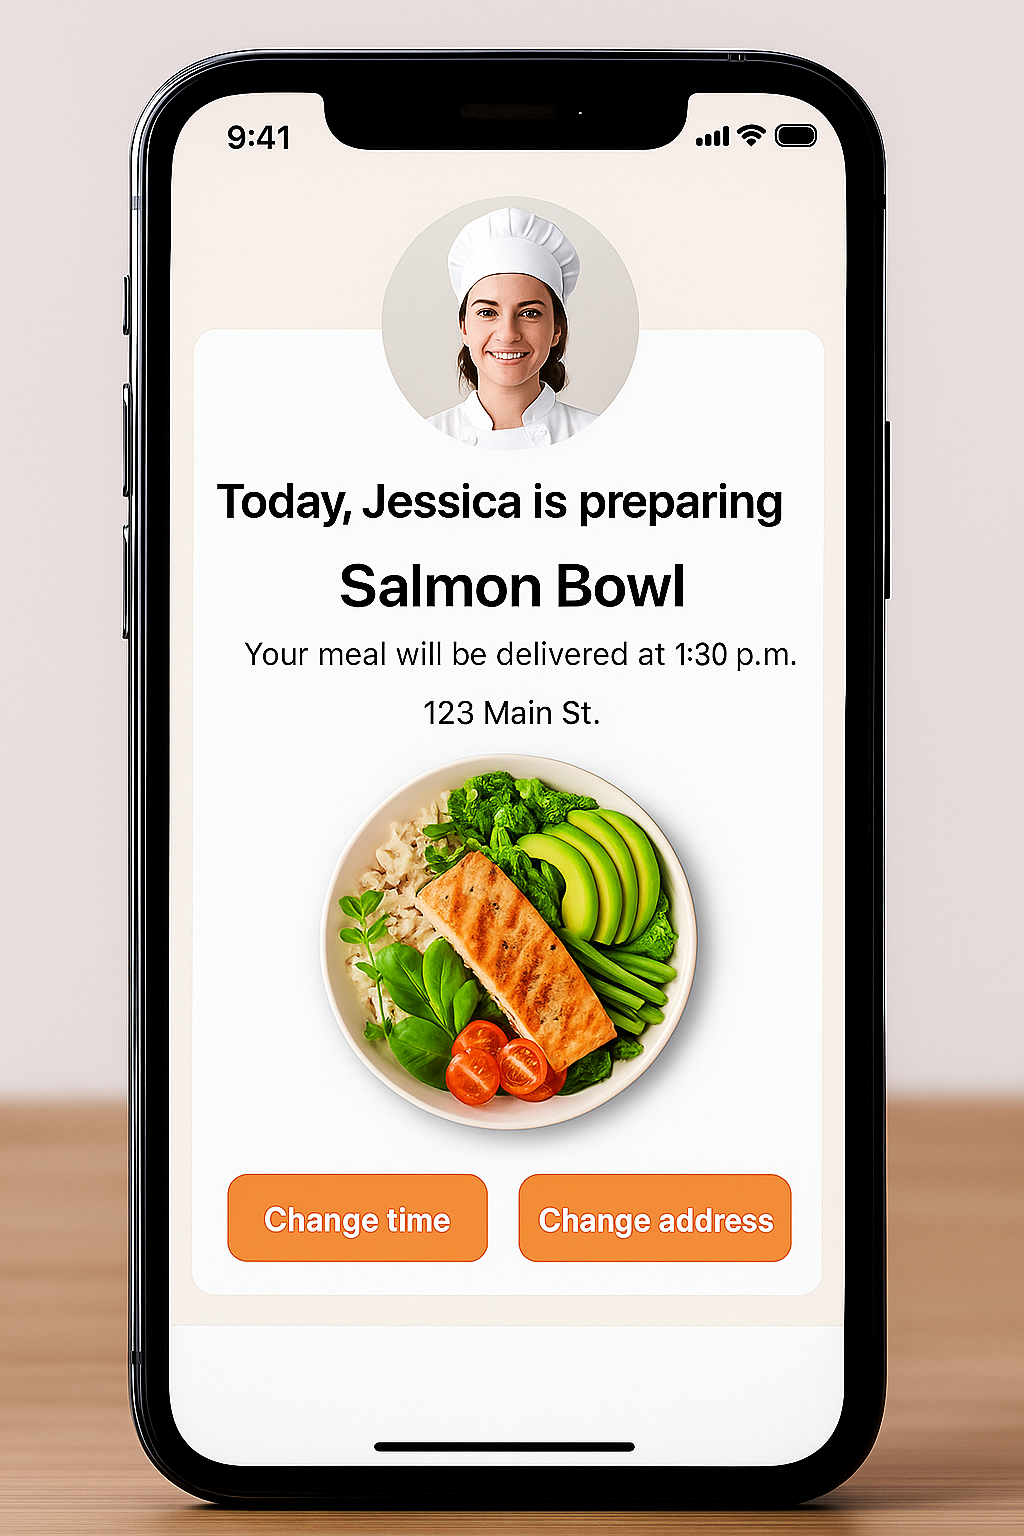 9:41
Today, Jessica is preparing
Salmon Bowl
Your meal will be delivered at 1:30 p.m.
123 Main St.
Change time
Change address